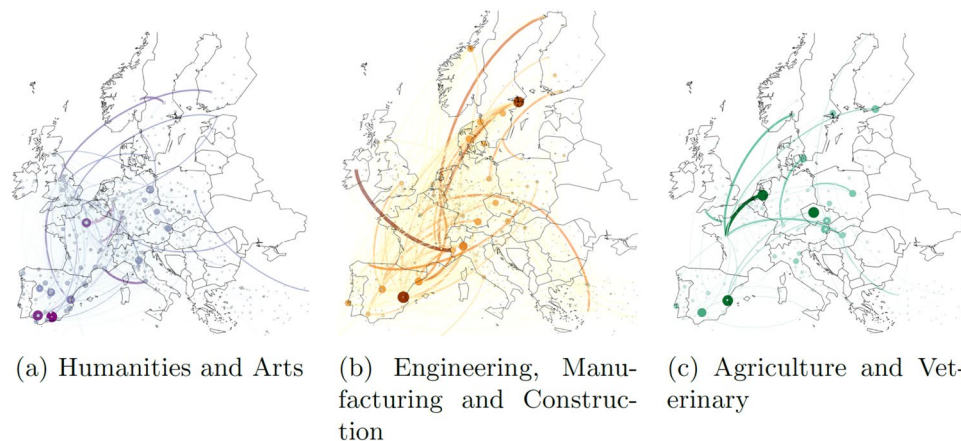 (a) Humanities and Arts
(b) Engineering, Manu-
facturing and Construc-
tion
(c) Agriculture and Vet-
erinary